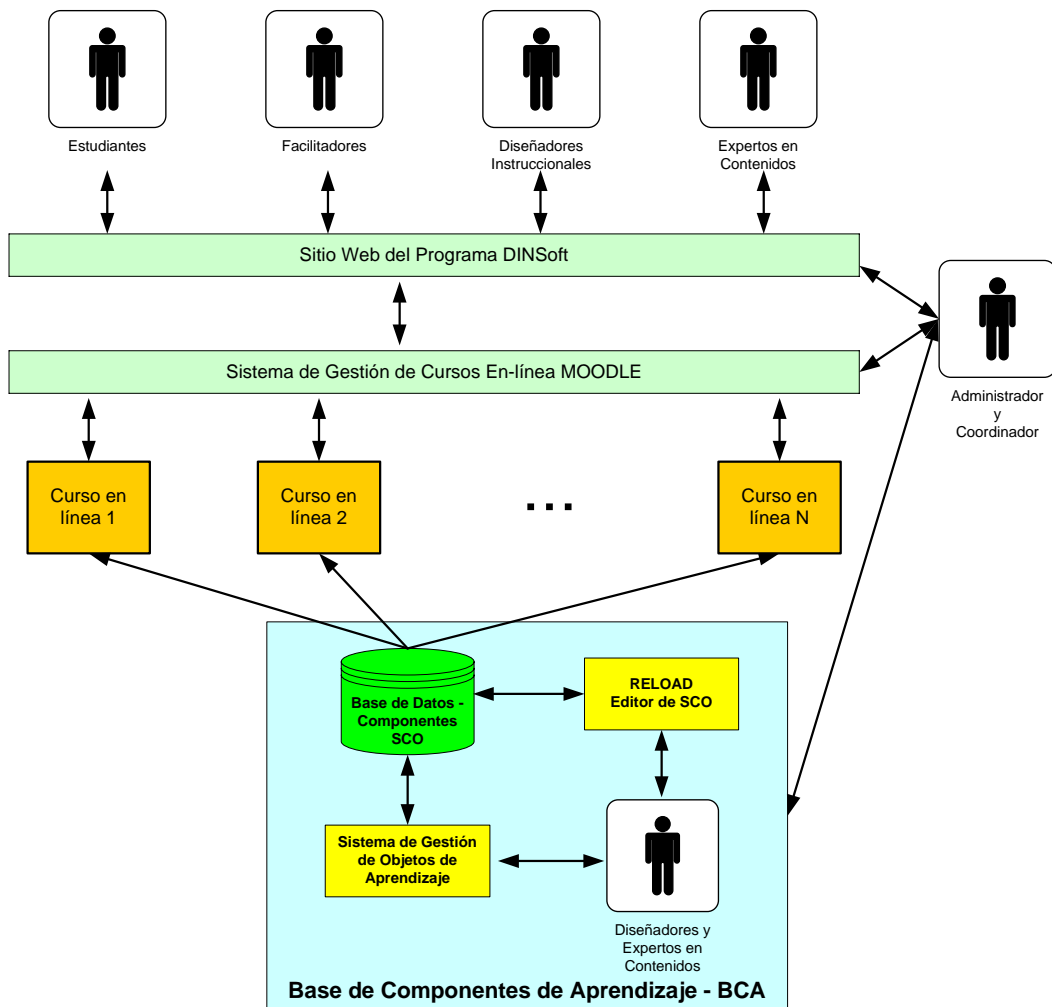 Estudiantes
Facilitadores
Diseñadores
Instruccionales
Expertos en
Contenidos
Sitio Web del Programa DINSoft
Sistema de Gestión de Cursos En-línea MOODLE
Administrador
y
Coordinador
Curso en
línea 1
Curso en
línea 2
...
Curso en
línea N
Base de Datos -
Componentes
SCO
RELOAD
Editor de SCO
Sistema de Gestión
de Objetos de
Aprendizaje
Diseñadores y
Expertos en
Contenidos
Base de Componentes de Aprendizaje - BCA